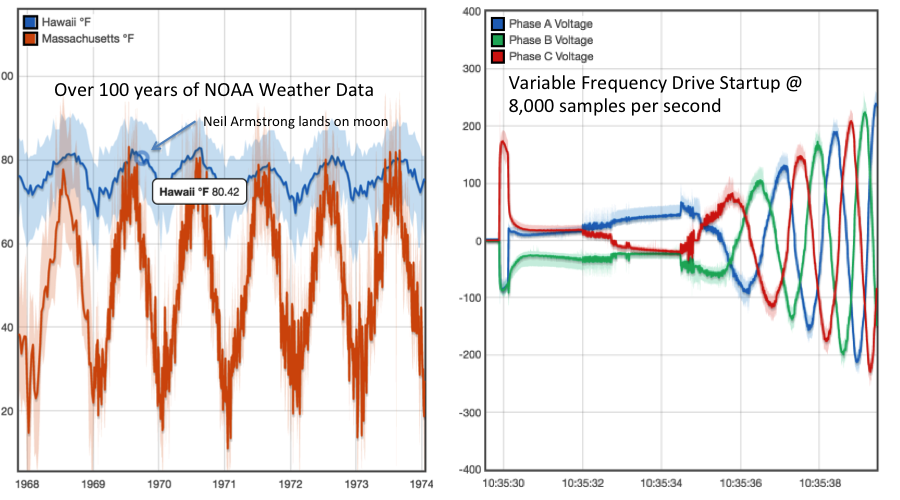 Hawaii °F
Massachusetts °F
Over 100 years of NOAA Weather Data
Neil Armstrong lands on moon
Hawaii °F 80.42
00
80
60
40
20
1968
1969
1970
1971
1972
1973
1974
Phase A Voltage
Phase B Voltage
Phase C Voltage
Variable Frequency Drive Startup @
8,000 samples per second
400
300
200
100
0
-100
-200
-300
-400
10:35:30
10:35:32
10:35:34
10:35:36
10:35:38